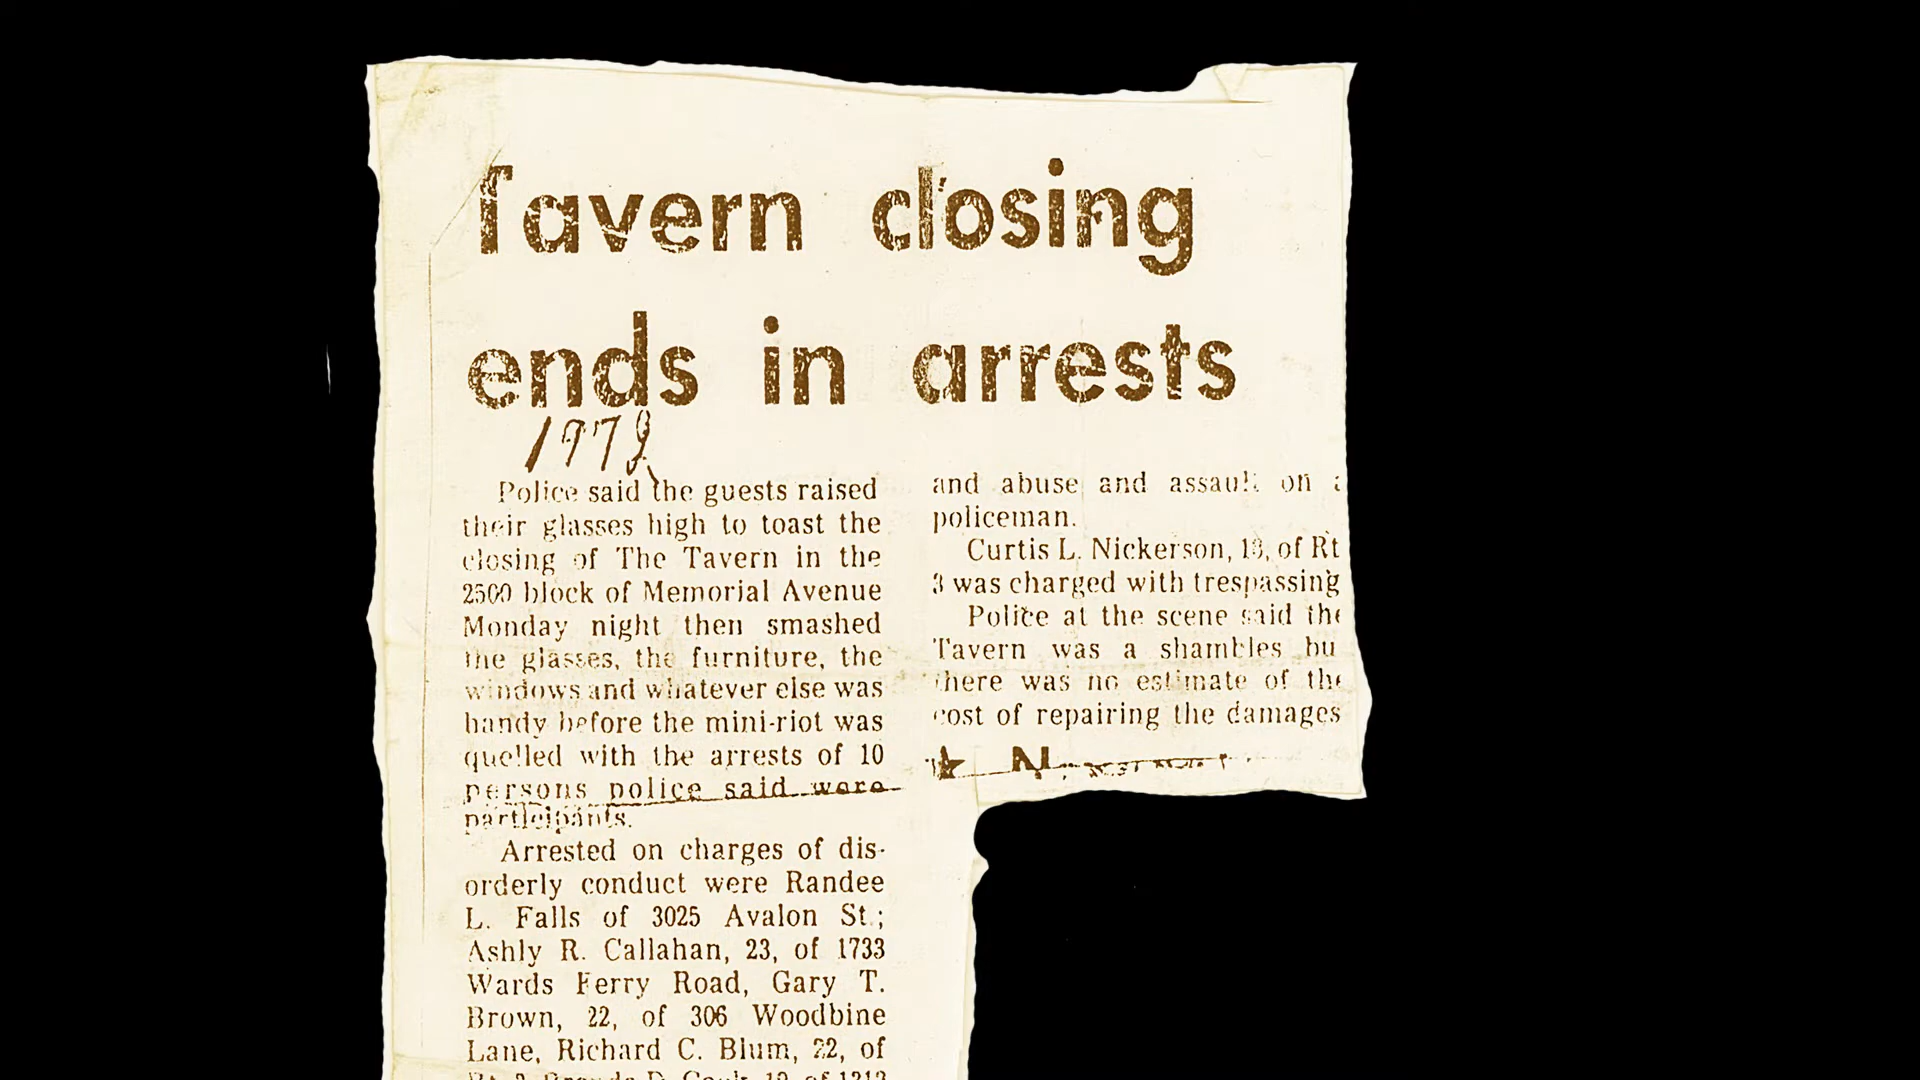 Tavern closing
ends in arrests
1978
Police said the guests raised
their glasses high to toast the
closing of The Tavern in the
2500 block of Memorial Avenue
Monday night then smashed
the glasses, the furniture, the
windows and whatever else was
handy before the mini-riot was
quelled with the arrests of 10
persons police said were
participants.
Arrested on charges of dis-
orderly conduct were Randee
L. Falls of 3025 Avalon St.;
Ashly R. Callahan, 23, of 1733
Wards Ferry Road, Gary T.
Brown, 22, of 306 Woodbine
Lane, Richard C. Blum, 22, of
and abuse and assault on a
policeman.
Curtis L. Nickerson, of Rt
3 was charged with trespassing
Police at the scene said the
Tavern was a shambles bu
there was no estimate of the
cost of repairing the damages